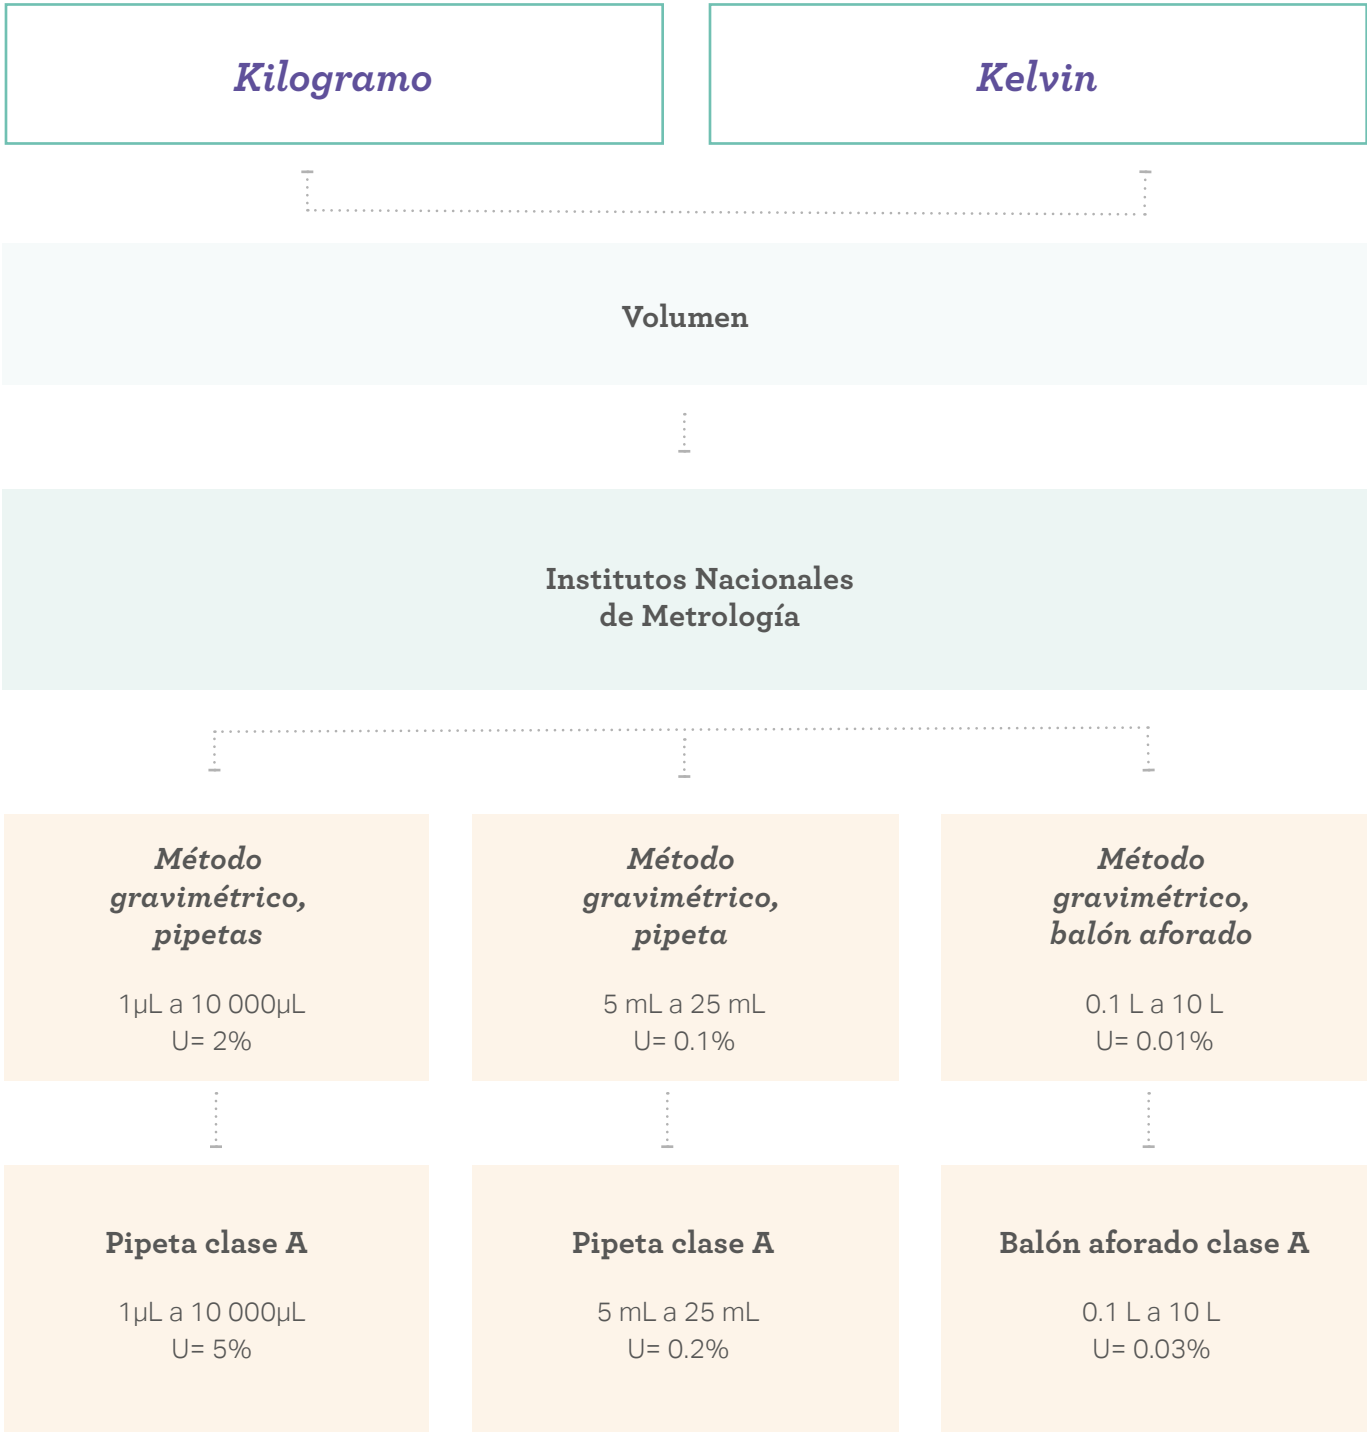 Kilogramo
Kelvin
Volumen
Institutos Nacionales
de Metrología
Método
gravimétrico,
pipetas
1µL a 10 000µL
U= 2%
Método
gravimétrico,
pipeta
5 mL a 25 mL
U= 0.1%
Método
gravimétrico,
balón aforado
0.1 L a 10 L
U= 0.01%
Pipeta clase A
1µL a 10 000µL
U= 5%
Pipeta clase A
5 mL a 25 mL
U= 0.2%
Balón aforado clase A
0.1 L a 10 L
U= 0.03%